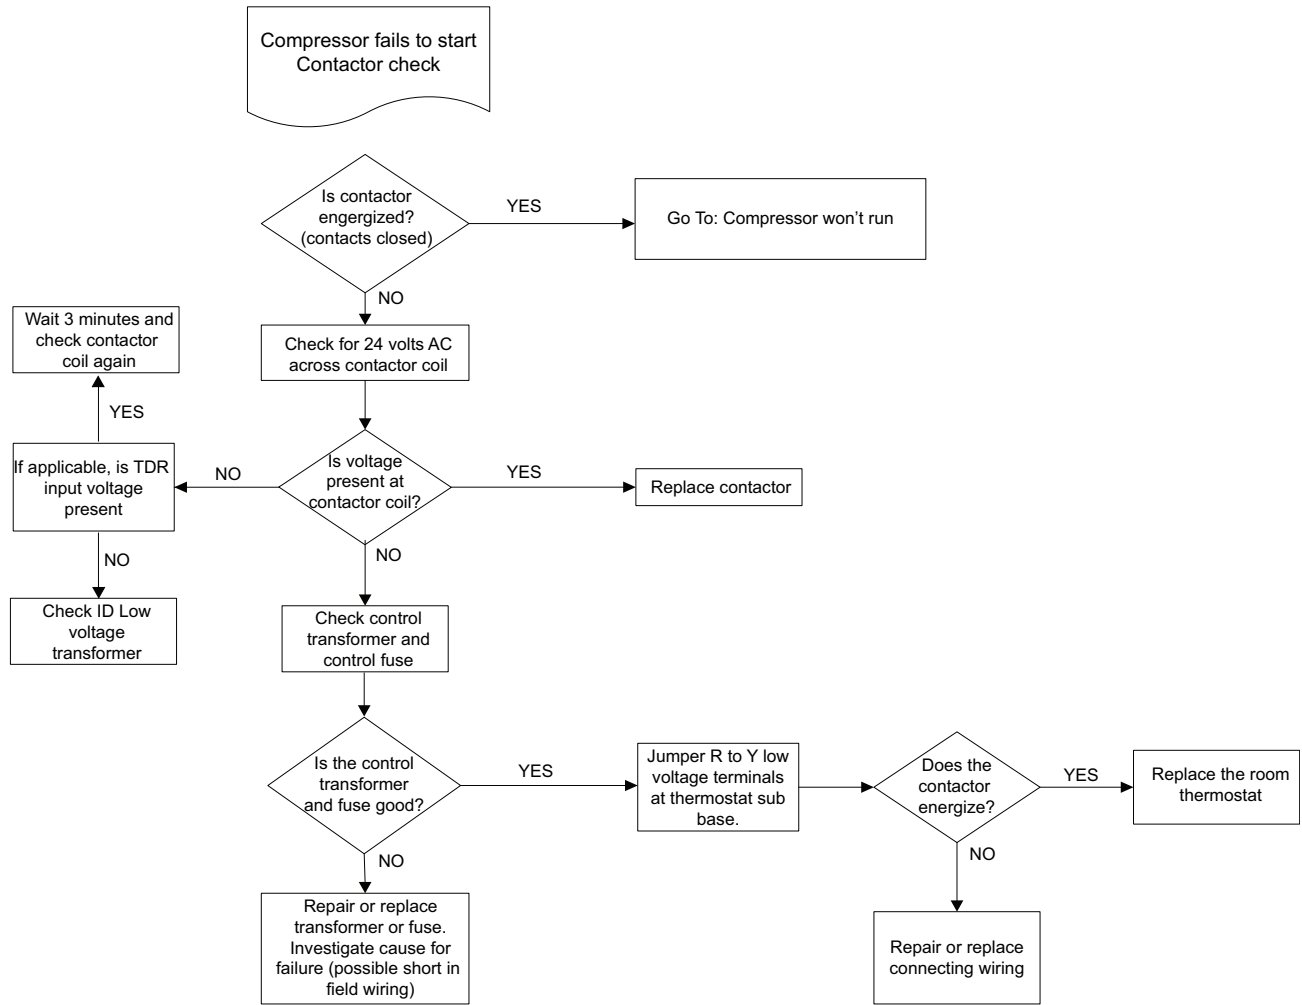 Compressor fails to start
Contactor check
Is contactor
engergized?
(contacts closed)
YES
Go To: Compressor won't run
NO
Wait 3 minutes and
check contactor
coil again
Check for 24 volts AC
across contactor coil
YES
If applicable, is TDR
input voltage
present
NO
Is voltage
present at
contactor coil?
YES
Replace contactor
NO
NO
Check ID Low
voltage
transformer
Check control
transformer and
control fuse
Is the control
transformer
and fuse good?
YES
Jumper R to Y low
voltage terminals
at thermostat sub
base.
Does the
contactor
energize?
YES
Replace the room
thermostat
NO
NO
Repair or replace
transformer or fuse.
Investigate cause for
failure (possible short in
field wiring)
Repair or replace
connecting wiring